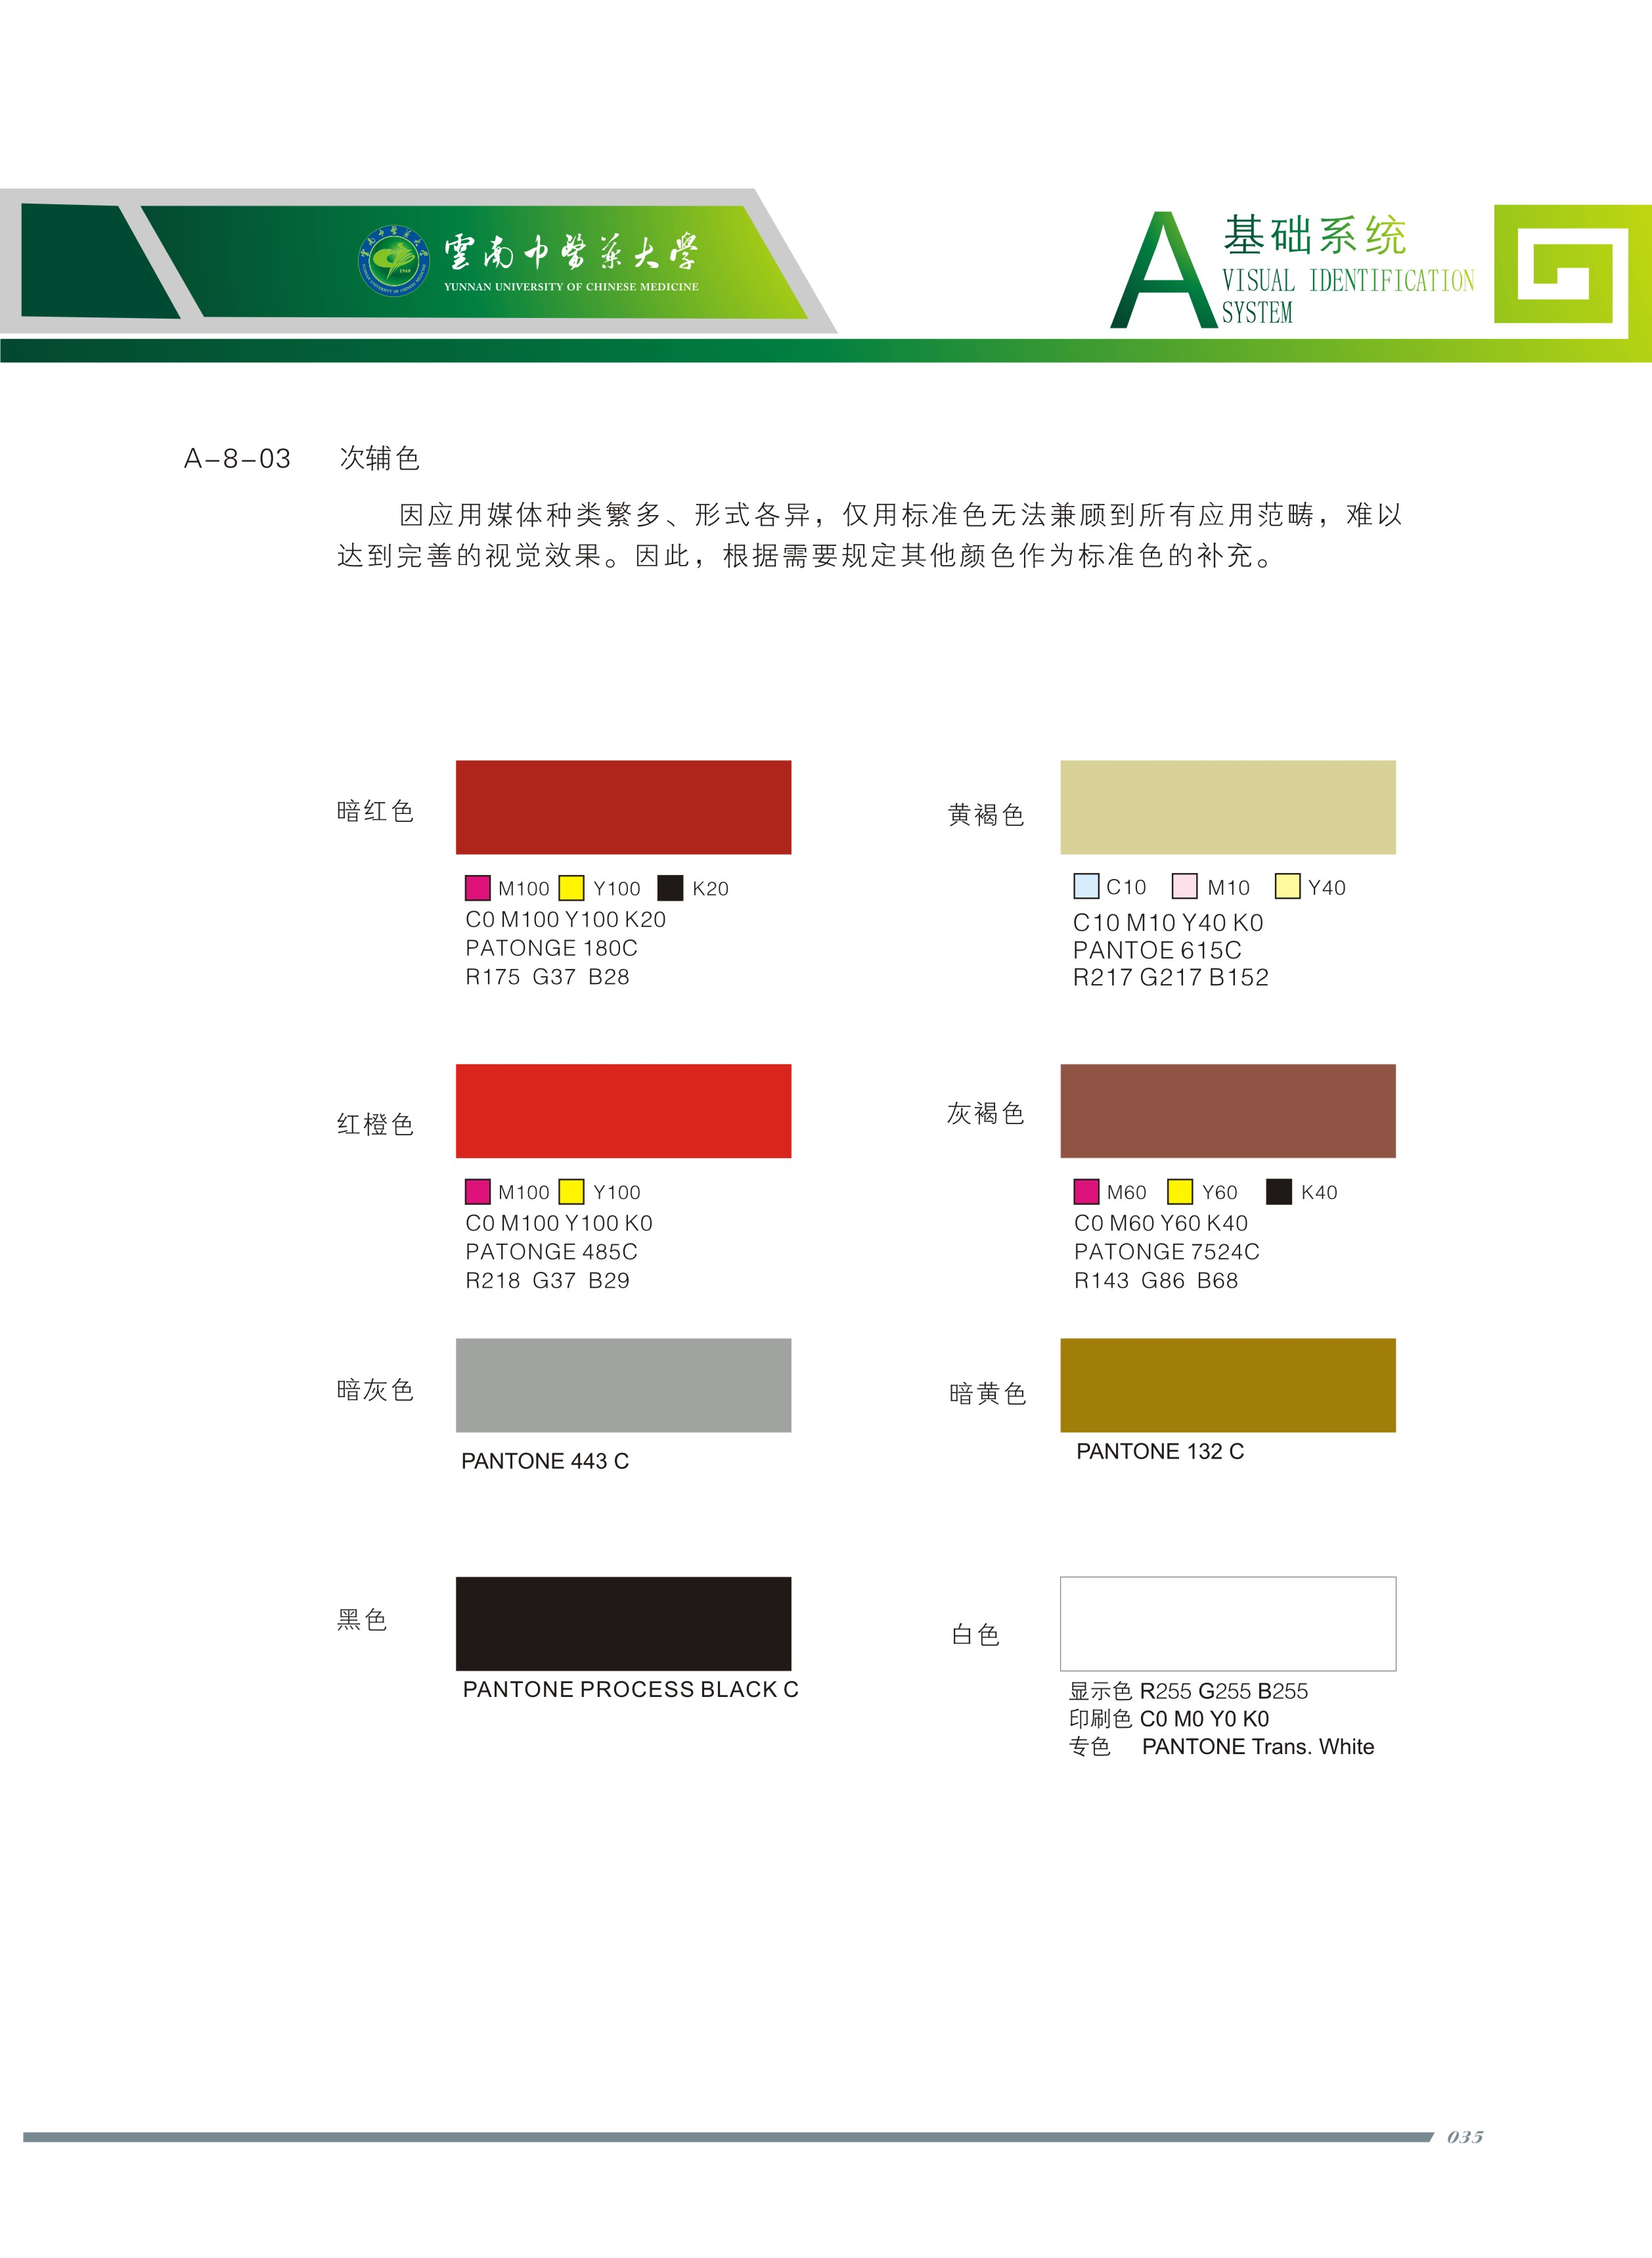 雲南中醫藥大學
YUNNAN UNIVERSITY OF CHINESE MEDICINE
A 基础系统
VISUAL IDENTIFICATION
SYSTEM
A-8-03 次辅色
因应用媒体种类繁多、形式各异，仅用标准色无法兼顾到所有应用范畴，难以
达到完善的视觉效果。因此，根据需要规定其他颜色作为标准色的补充。
暗红色
M100 Y100 K20
C0 M100 Y100 K20
PATONGE 180C
R175 G37 B28
黄褐色
C10 M10 Y40
C10 M10 Y40 K0
PANTOE 615C
R217 G217 B152
红橙色
M100 Y100
C0 M100 Y100 K0
PATONGE 485C
R218 G37 B29
灰褐色
M60 Y60 K40
C0 M60 Y60 K40
PATONGE 7524C
R143 G86 B68
暗灰色
PANTONE 443 C
暗黄色
PANTONE 132 C
黑色
PANTONE PROCESS BLACK C
白色
显示色 R255 G255 B255
印刷色 C0 M0 Y0 K0
专色 PANTONE Trans. White
035